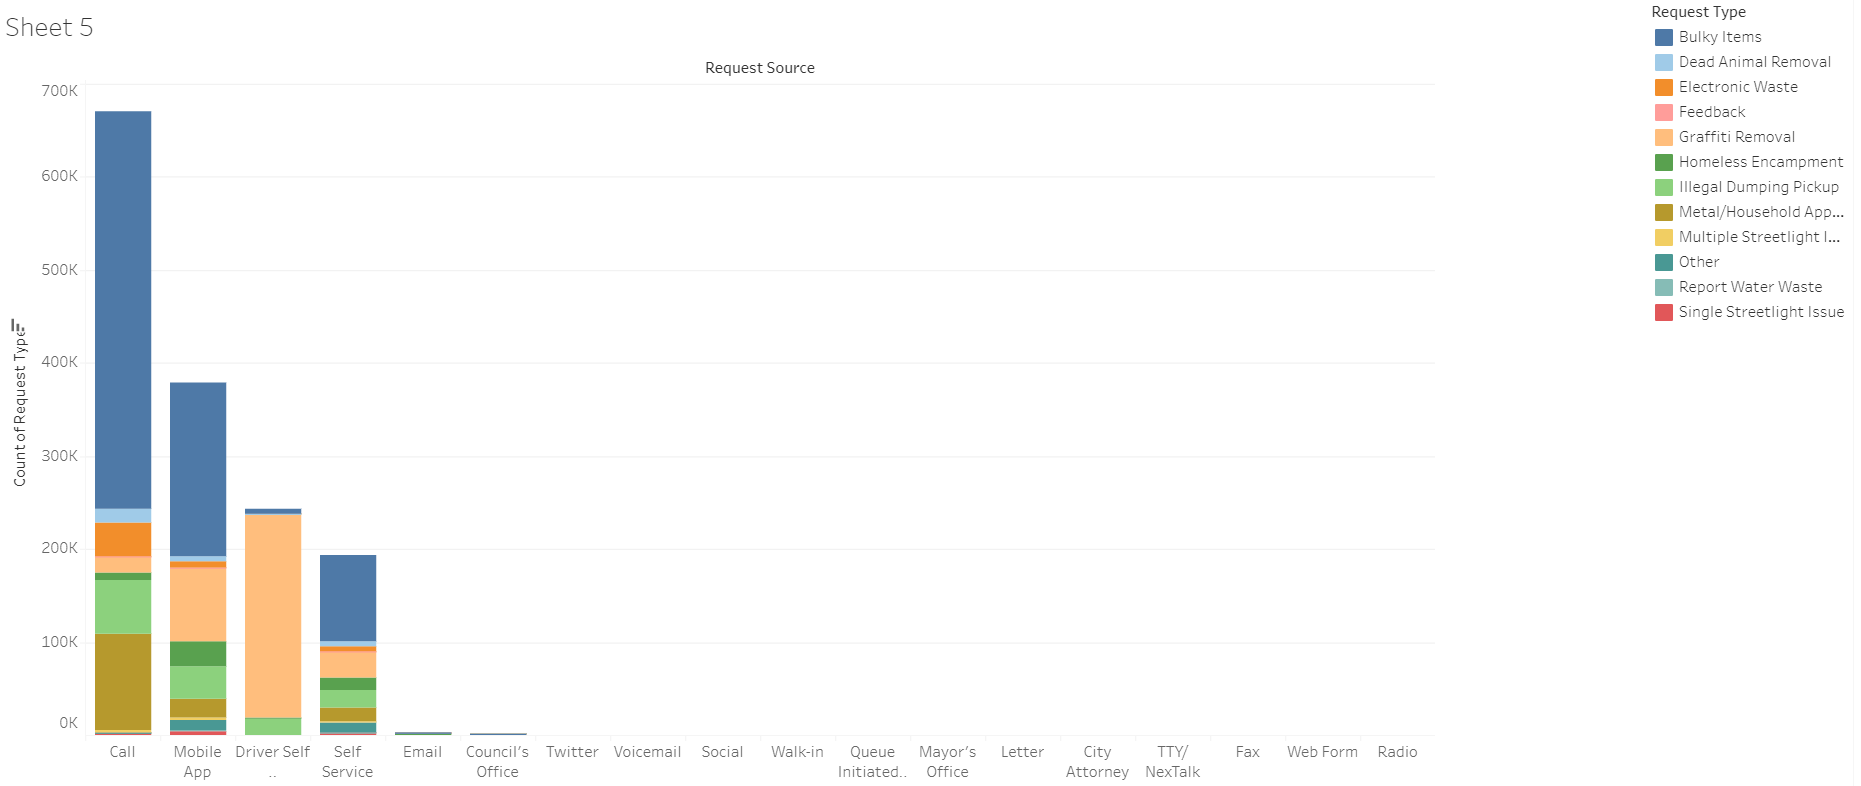 Sheet 5
Request Source
Count of Request Type
700K
600K
500K
400K
300K
200K
100K
0K
Call
Mobile
App
Driver Self
..
Self
Service
Email
Council's
Office
Twitter
Voicemail
Social
Walk-in
Queue
Initiated..
Mayor's
Office
Letter
City
Attorney
TTY/
NexTalk
Fax
Web Form
Radio
Request Type
Bulky Items
Dead Animal Removal
Electronic Waste
Feedback
Graffiti Removal
Homeless Encampment
Illegal Dumping Pickup
Metal/Household App...
Multiple Streetlight I...
Other
Report Water Waste
Single Streetlight Issue